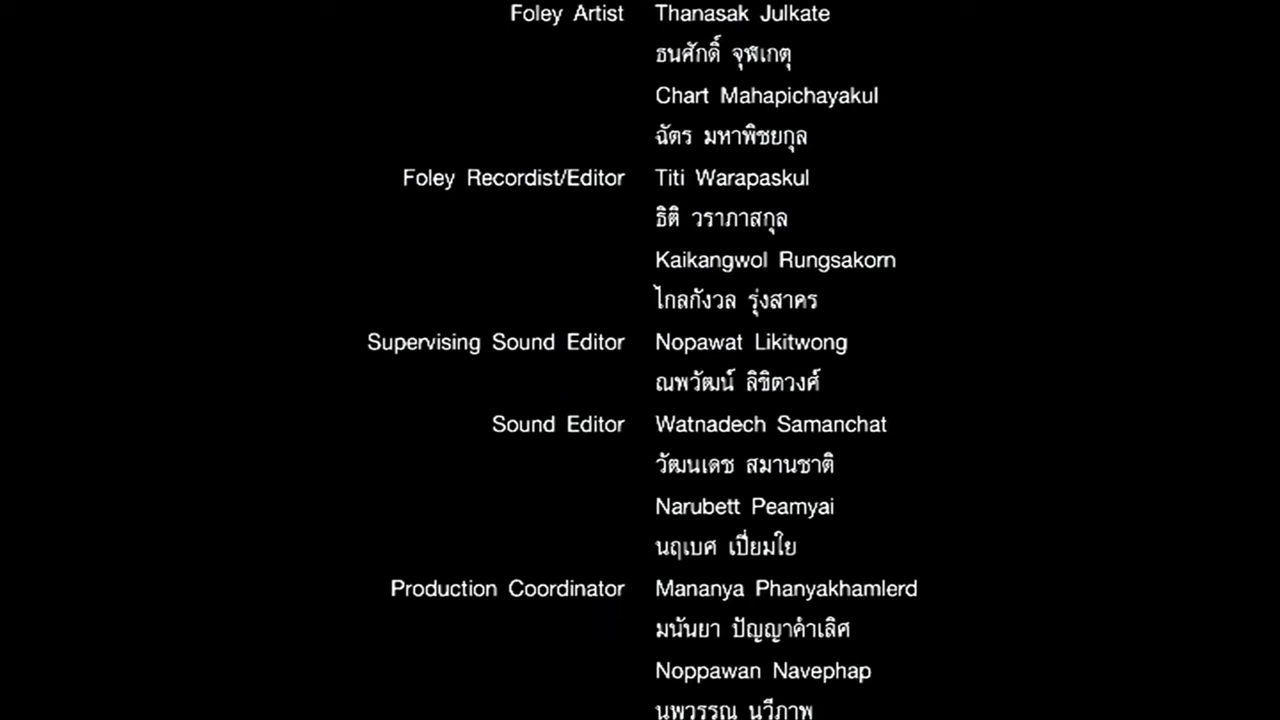 Foley Artist Thanasak Julkate
ธนศักดิ์ จุฬเกตุ
Chart Mahapichayakul
ฉัตร มหาพิชยกุล
Foley Recordist/Editor Titi Warapaskul
ธิติ วราภาสกุล
Kaikangwol Rungsakorn
ไกลกังวล รุ่งสาคร
Supervising Sound Editor Nopawat Likitwong
ณพวัฒน์ ลิขิตวงศ์
Sound Editor Watnadech Samanchat
วัฒนเดช สมานชาติ
Narubett Peamyai
นฤเบศ เปี่ยมใย
Production Coordinator Mananya Phanyakhamlerd
มนันยา ปัญญาคำเลิศ
Noppawan Navephap
นพวรรณ นวีภาพ